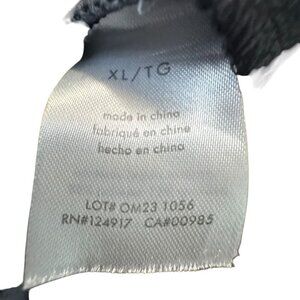 XL/TG
made in china
fabriqué en chine
hecho en china
LOT# OM23 1056
RN#124917 CA#00985